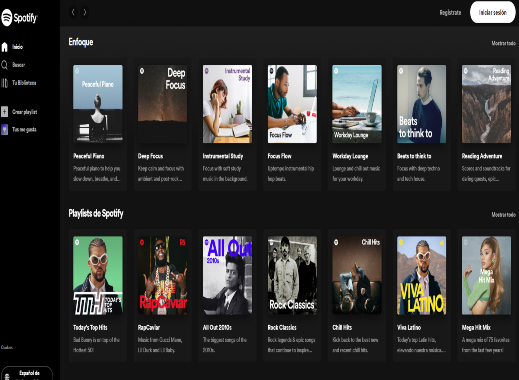 Spotify
Regístrate
Iniciar sesión
Inicio
Buscar
Tu Biblioteca
Crear playlist
Tus me gusta
Enfoque
Mostrar todo
Peaceful Piano
Deep
Focus
Instrumental
Study
Focus Flow
Workday Lounge
Beats
to think to
Reading
Adventure
Peaceful Piano
Peaceful piano to help you
slow down, breathe, and...
Deep Focus
Keep calm and focus with
ambient and post-rock...
Instrumental Study
Focus with soft study
music in the background.
Focus Flow
Uptempo instrumental hip
hop beats.
Workday Lounge
Lounge and chill out music
for your workday.
Beats to think to
Focus with deep techno
and tech house.
Reading Adventure
Scores and soundtracks for
daring quests, epic...
Playlists de Spotify
Mostrar todo
TODAY'S
TOP
HITS
RapCaviar
All Out
2010s
Rock Classics
Chill Hits
VIVA
LATINO
Mega
Hit Mix
Today's Top Hits
Bad Bunny is on top of the
Hottest 50!
RapCaviar
Music from Gucci Mane,
Lil Durk and Lil Baby.
All Out 2010s
The biggest songs of the
2010s.
Rock Classics
Rock legends & epic songs
that continue to inspire...
Chill Hits
Kick back to the best new
and recent chill hits.
Viva Latino
Today's top Latin hits,
elevando nuestra música...
Mega Hit Mix
A mega mix of 75 favorites
from the last few years!
Cookies
Español de